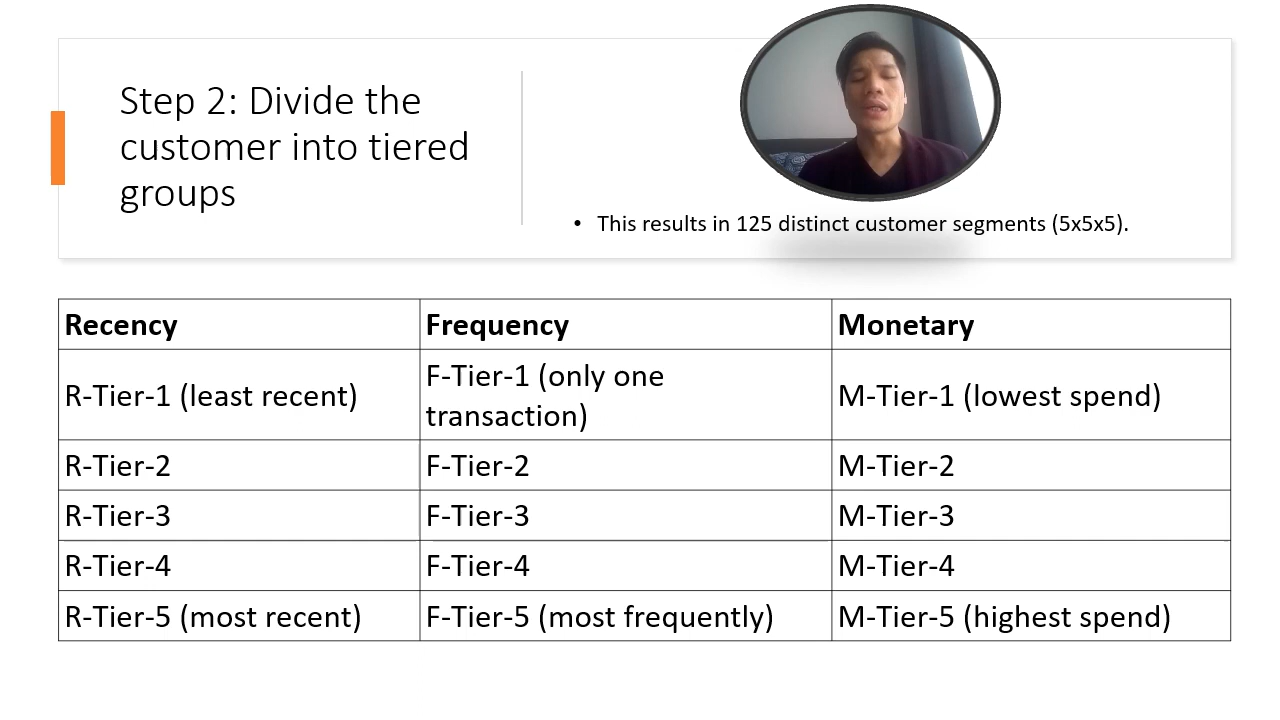 Step 2: Divide the
customer into tiered
groups
• This results in 125 distinct customer segments (5x5x5).
Recency Frequency Monetary
R-Tier-1 (least recent) F-Tier-1 (only one transaction) M-Tier-1 (lowest spend)
R-Tier-2 F-Tier-2 M-Tier-2
R-Tier-3 F-Tier-3 M-Tier-3
R-Tier-4 F-Tier-4 M-Tier-4
R-Tier-5 (most recent) F-Tier-5 (most frequently) M-Tier-5 (highest spend)